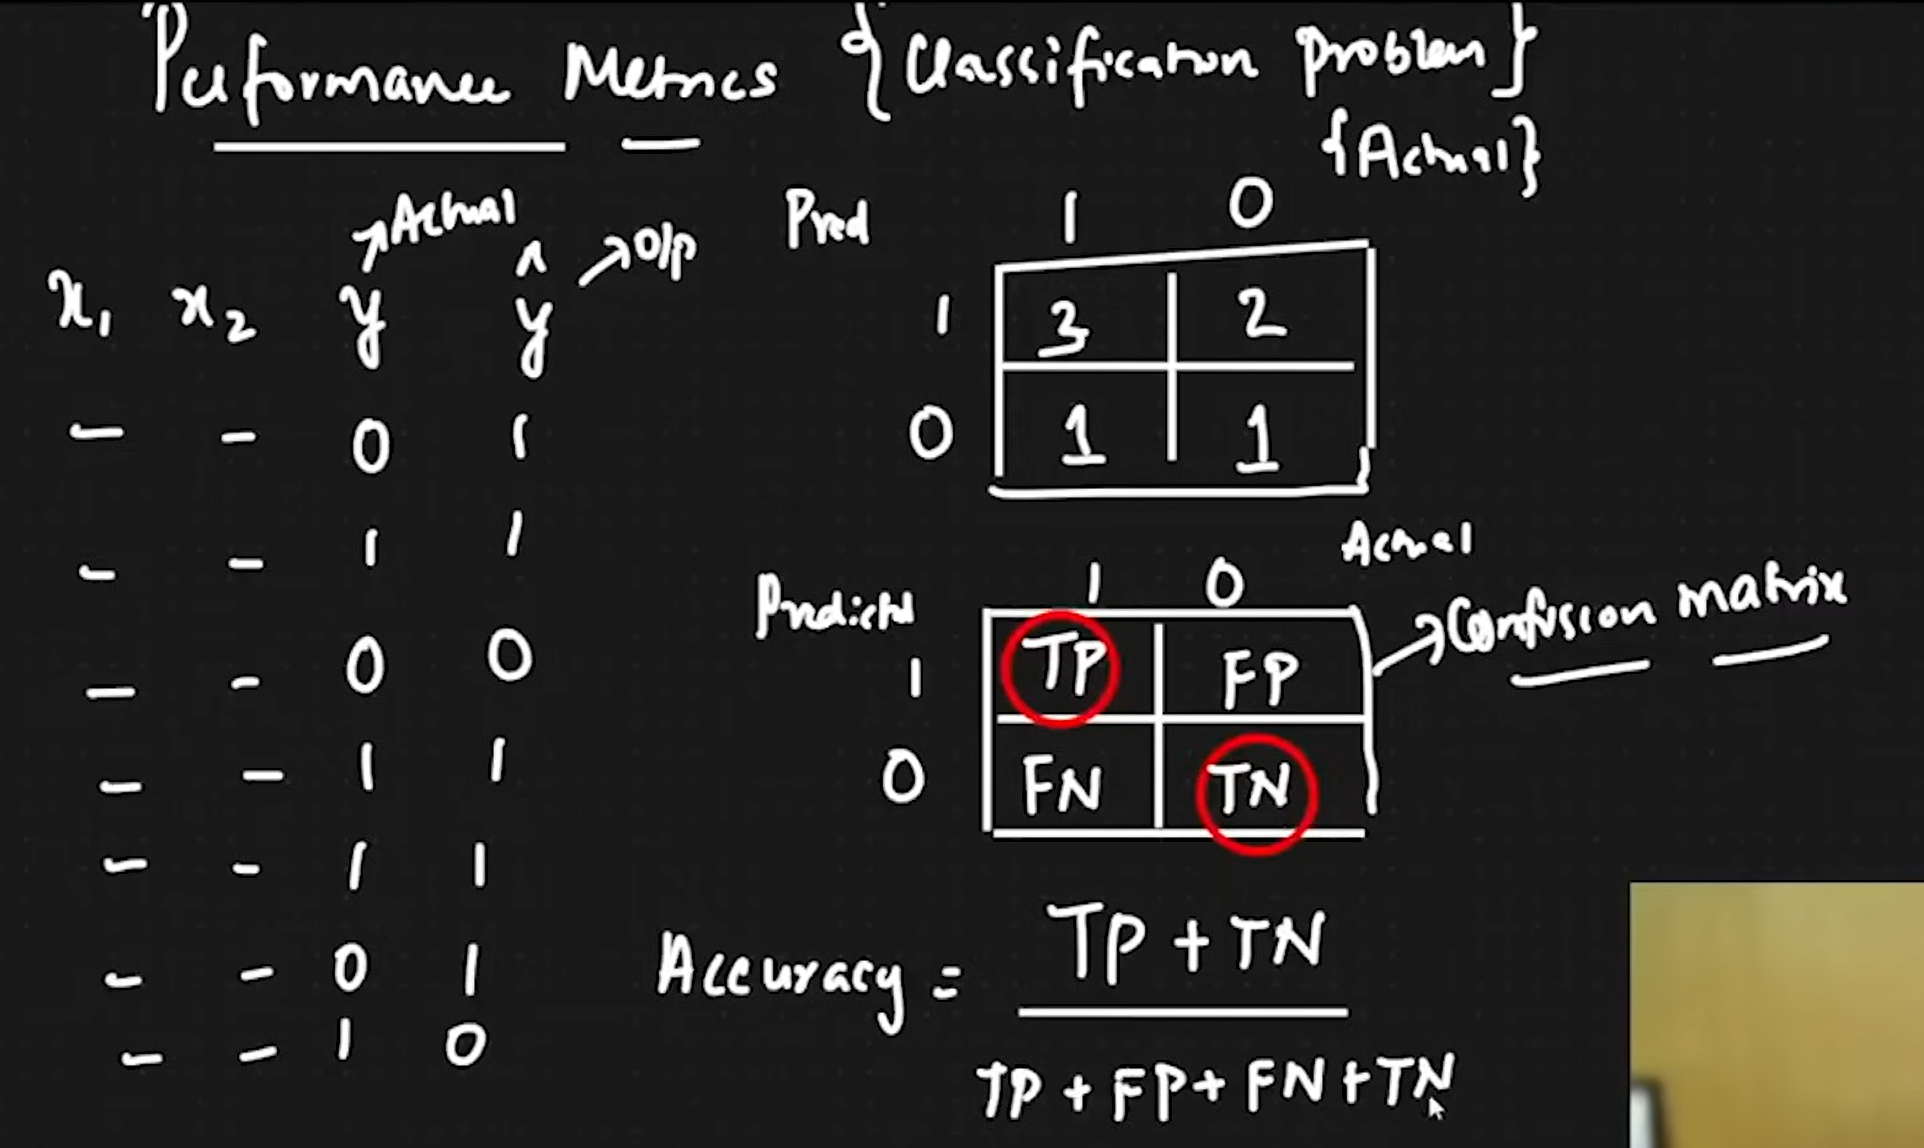 Performance Metrics {Classification Problem}
{Actual}
→Actual
→O/p
x₁ x₂ y ŷ
- - 0 1
- - 1 1
- - 0 0
- - 1 1
- - 1 1
- - 0 1
- - 1 0
Pred 1 0
1 3 2
0 1 1
Actual
Predicted 1 0
1 TP FP
0 FN TN
→Confusion matrix
Accuracy = TP + TN
TP + FP + FN + TN